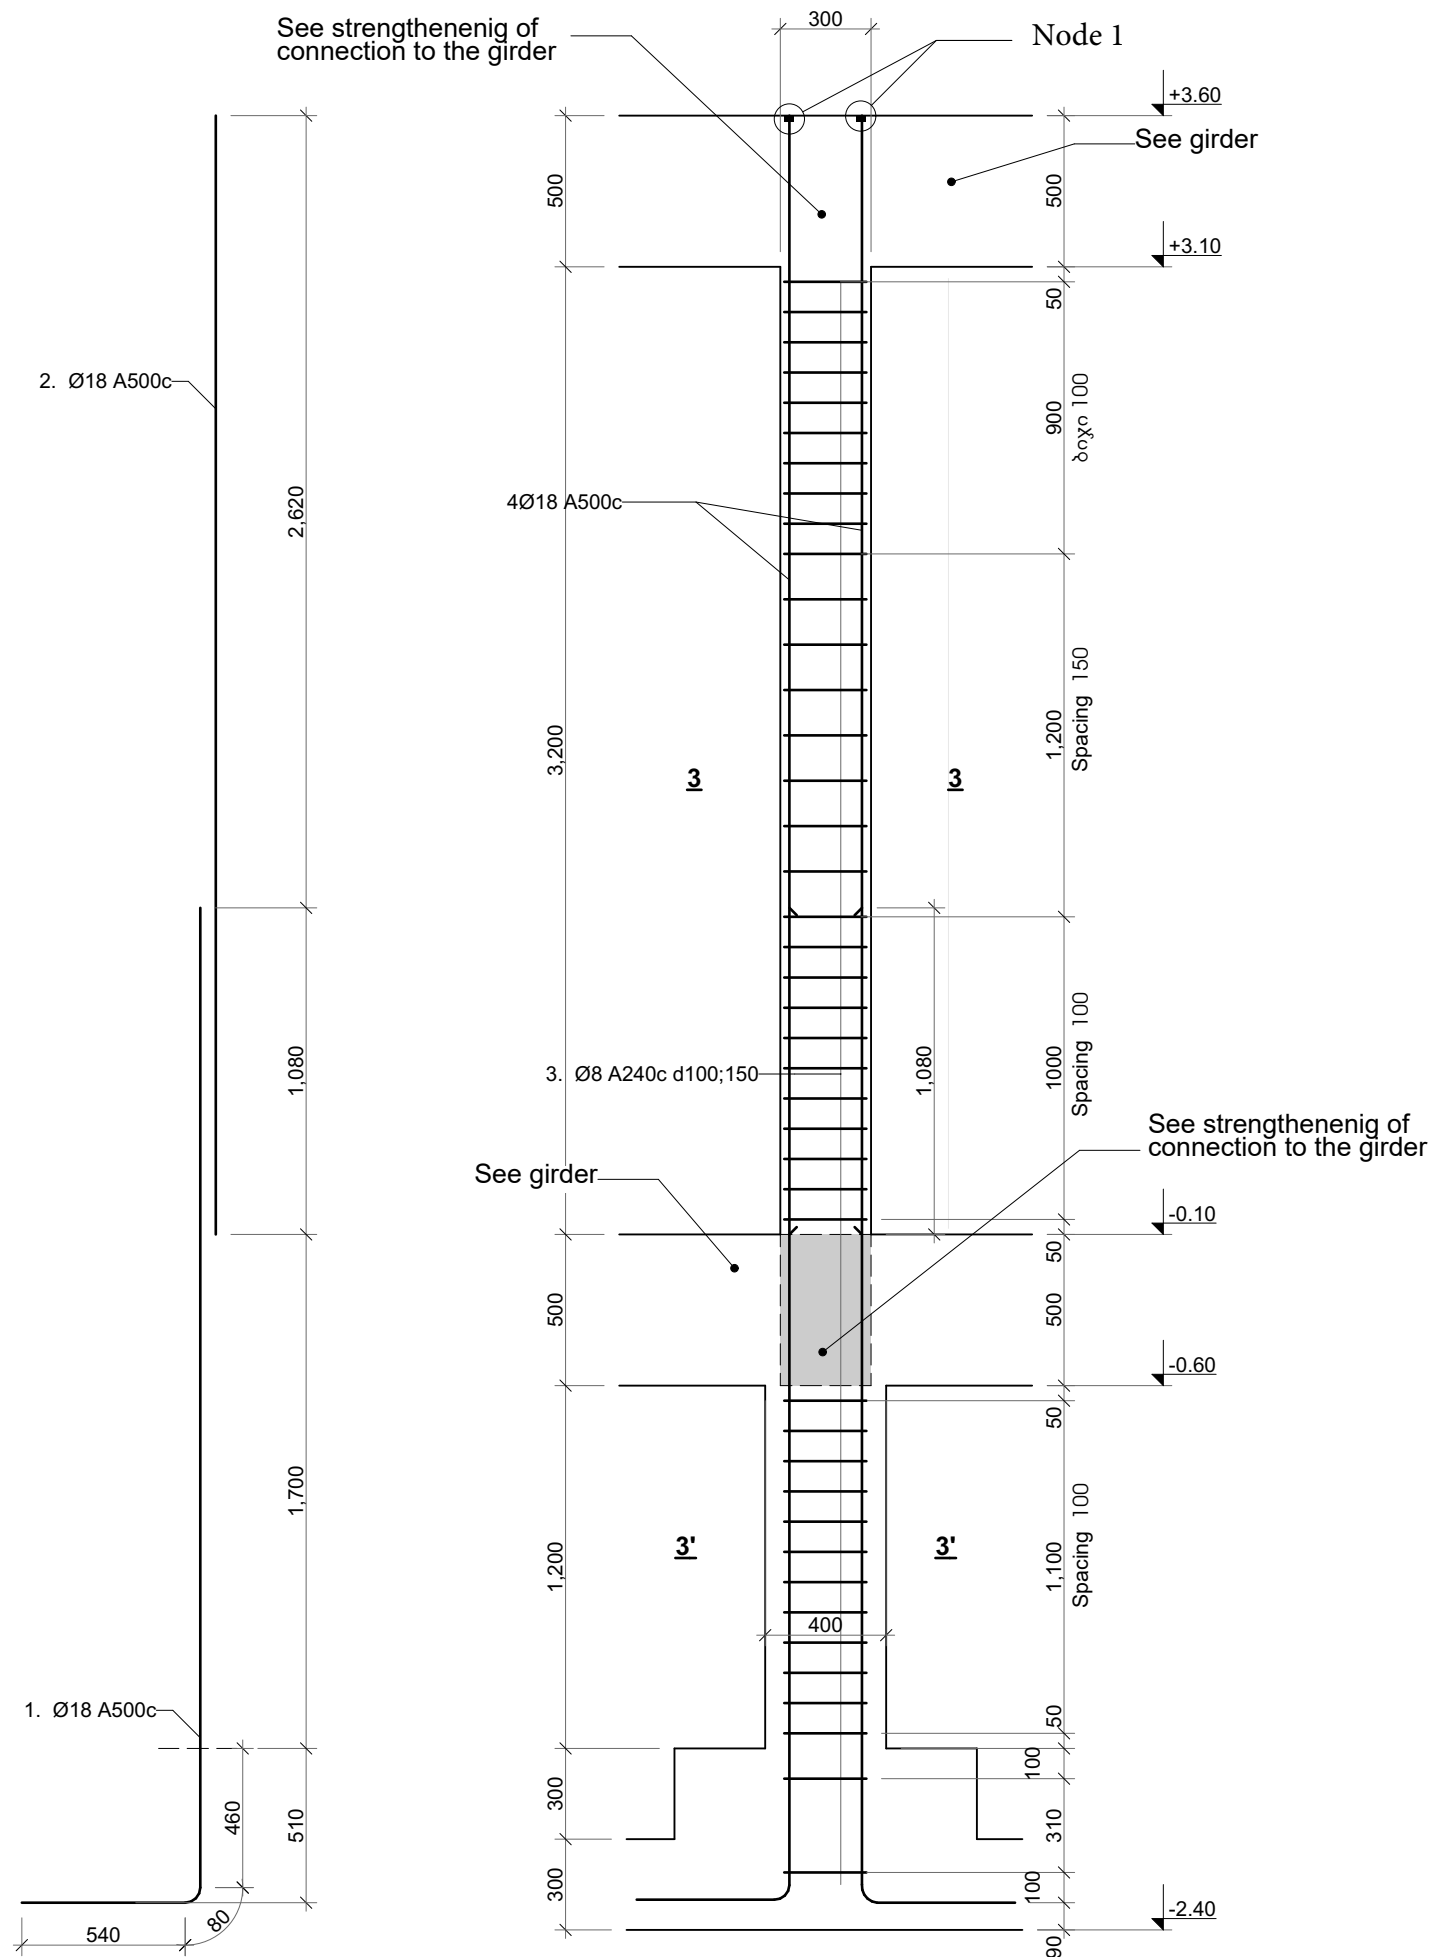 See strengthenenig of
connection to the girder
300
Node 1
+3.60
See girder
500
500
+3.10
50
2. Ø18 A500c
900
ბიჯი 100
2,620
4Ø18 A500c
3,200
1,200
Spacing 150
3
3
1,080
3. Ø8 A240c d100;150
1,080
1000
Spacing 100
See strengthenenig of
connection to the girder
See girder
-0.10
50
500
500
-0.60
50
1,700
1,200
3'
3'
1,100
Spacing 100
400
1. Ø18 A500c
50
100
460
510
300
310
300
100
540
80
-2.40
90